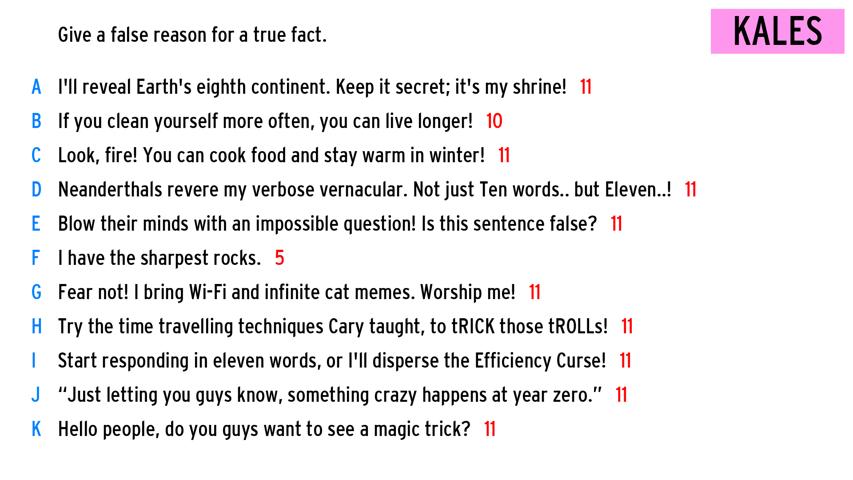 Give a false reason for a true fact.
KALES
A I'll reveal Earth's eighth continent. Keep it secret; it's my shrine! 11
B If you clean yourself more often, you can live longer! 10
C Look, fire! You can cook food and stay warm in winter! 11
D Neanderthals revere my verbose vernacular. Not just Ten words.. but Eleven..! 11
E Blow their minds with an impossible question! Is this sentence false? 11
F I have the sharpest rocks. 5
G Fear not! I bring Wi-Fi and infinite cat memes. Worship me! 11
H Try the time travelling techniques Cary taught, to tRICK those tROLLs! 11
I Start responding in eleven words, or I'll disperse the Efficiency Curse! 11
J “Just letting you guys know, something crazy happens at year zero.” 11
K Hello people, do you guys want to see a magic trick? 11